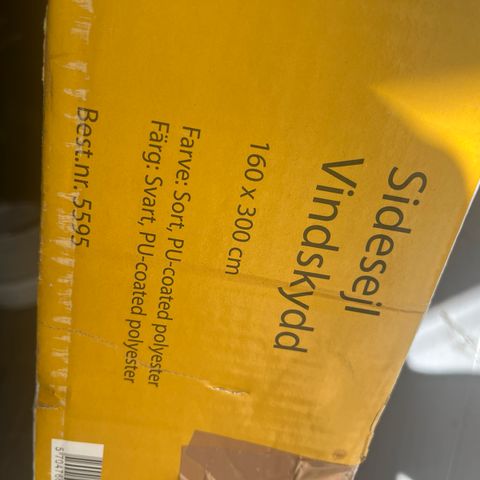 Sidesejl
Vindskydd
160 x 300 cm
Farve: Sort, PU-coated polyester
Färg: Svart, PU-coated polyester
Best.nr. 5595